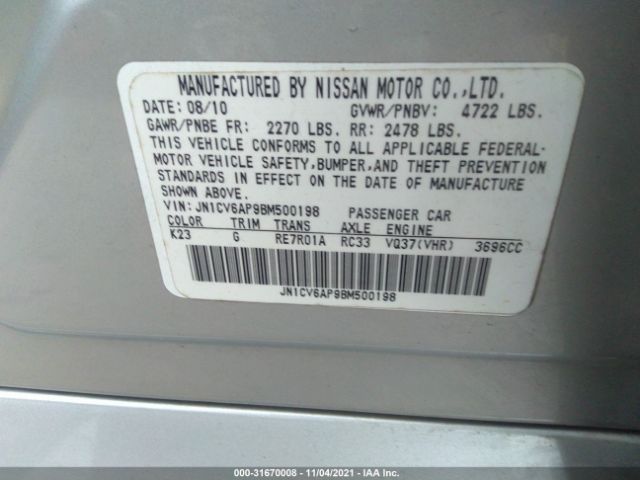 MANUFACTURED BY NISSAN MOTOR CO.,LTD.
DATE: 08/10 GVWR/PNBV: 4722 LBS.
GAWR/PNBE FR: 2270 LBS. RR: 2478 LBS.
THIS VEHICLE CONFORMS TO ALL APPLICABLE FEDERAL-
MOTOR VEHICLE SAFETY,BUMPER,AND THEFT PREVENTION
STANDARDS IN EFFECT ON THE DATE OF MANUFACTURE
SHOWN ABOVE.
VIN: JN1CV6AP9BM500198 PASSENGER CAR
COLOR TRIM TRANS AXLE ENGINE
K23 G RE7R01A RC33 VQ37(VHR) 3696CC
JN1CV6AP9BM500198
000-31670008 - 11/04/2021 - IAA Inc.